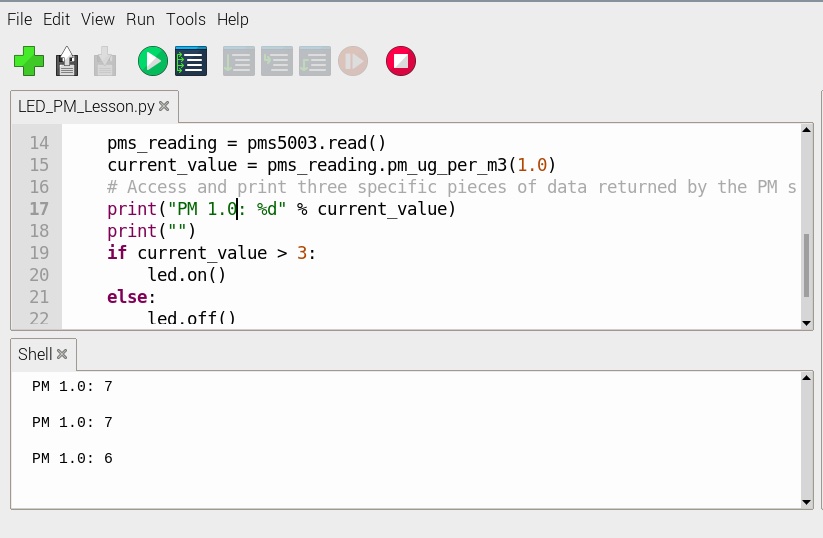 File Edit View Run Tools Help
LED_PM_Lesson.py
14 pms_reading = pms5003.read()
15 current_value = pms_reading.pm_ug_per_m3(1.0)
16 # Access and print three specific pieces of data returned by the PM s
17 print("PM 1.0: %d" % current_value)
18 print("")
19 if current_value > 3:
20 led.on()
21 else:
22 led.off()
Shell
PM 1.0: 7
PM 1.0: 7
PM 1.0: 6